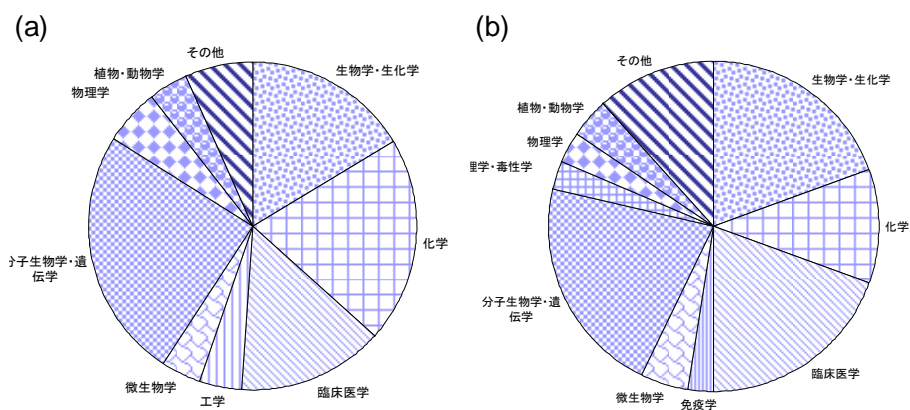 (a)
その他
植物・動物学
物理学
生物学・生化学
化学
分子生物学・遺
伝学
微生物学
工学
臨床医学
(b)
その他
植物・動物学
物理学
理学・毒性学
生物学・生化学
化学
分子生物学・遺
伝学
微生物学
免疫学
臨床医学